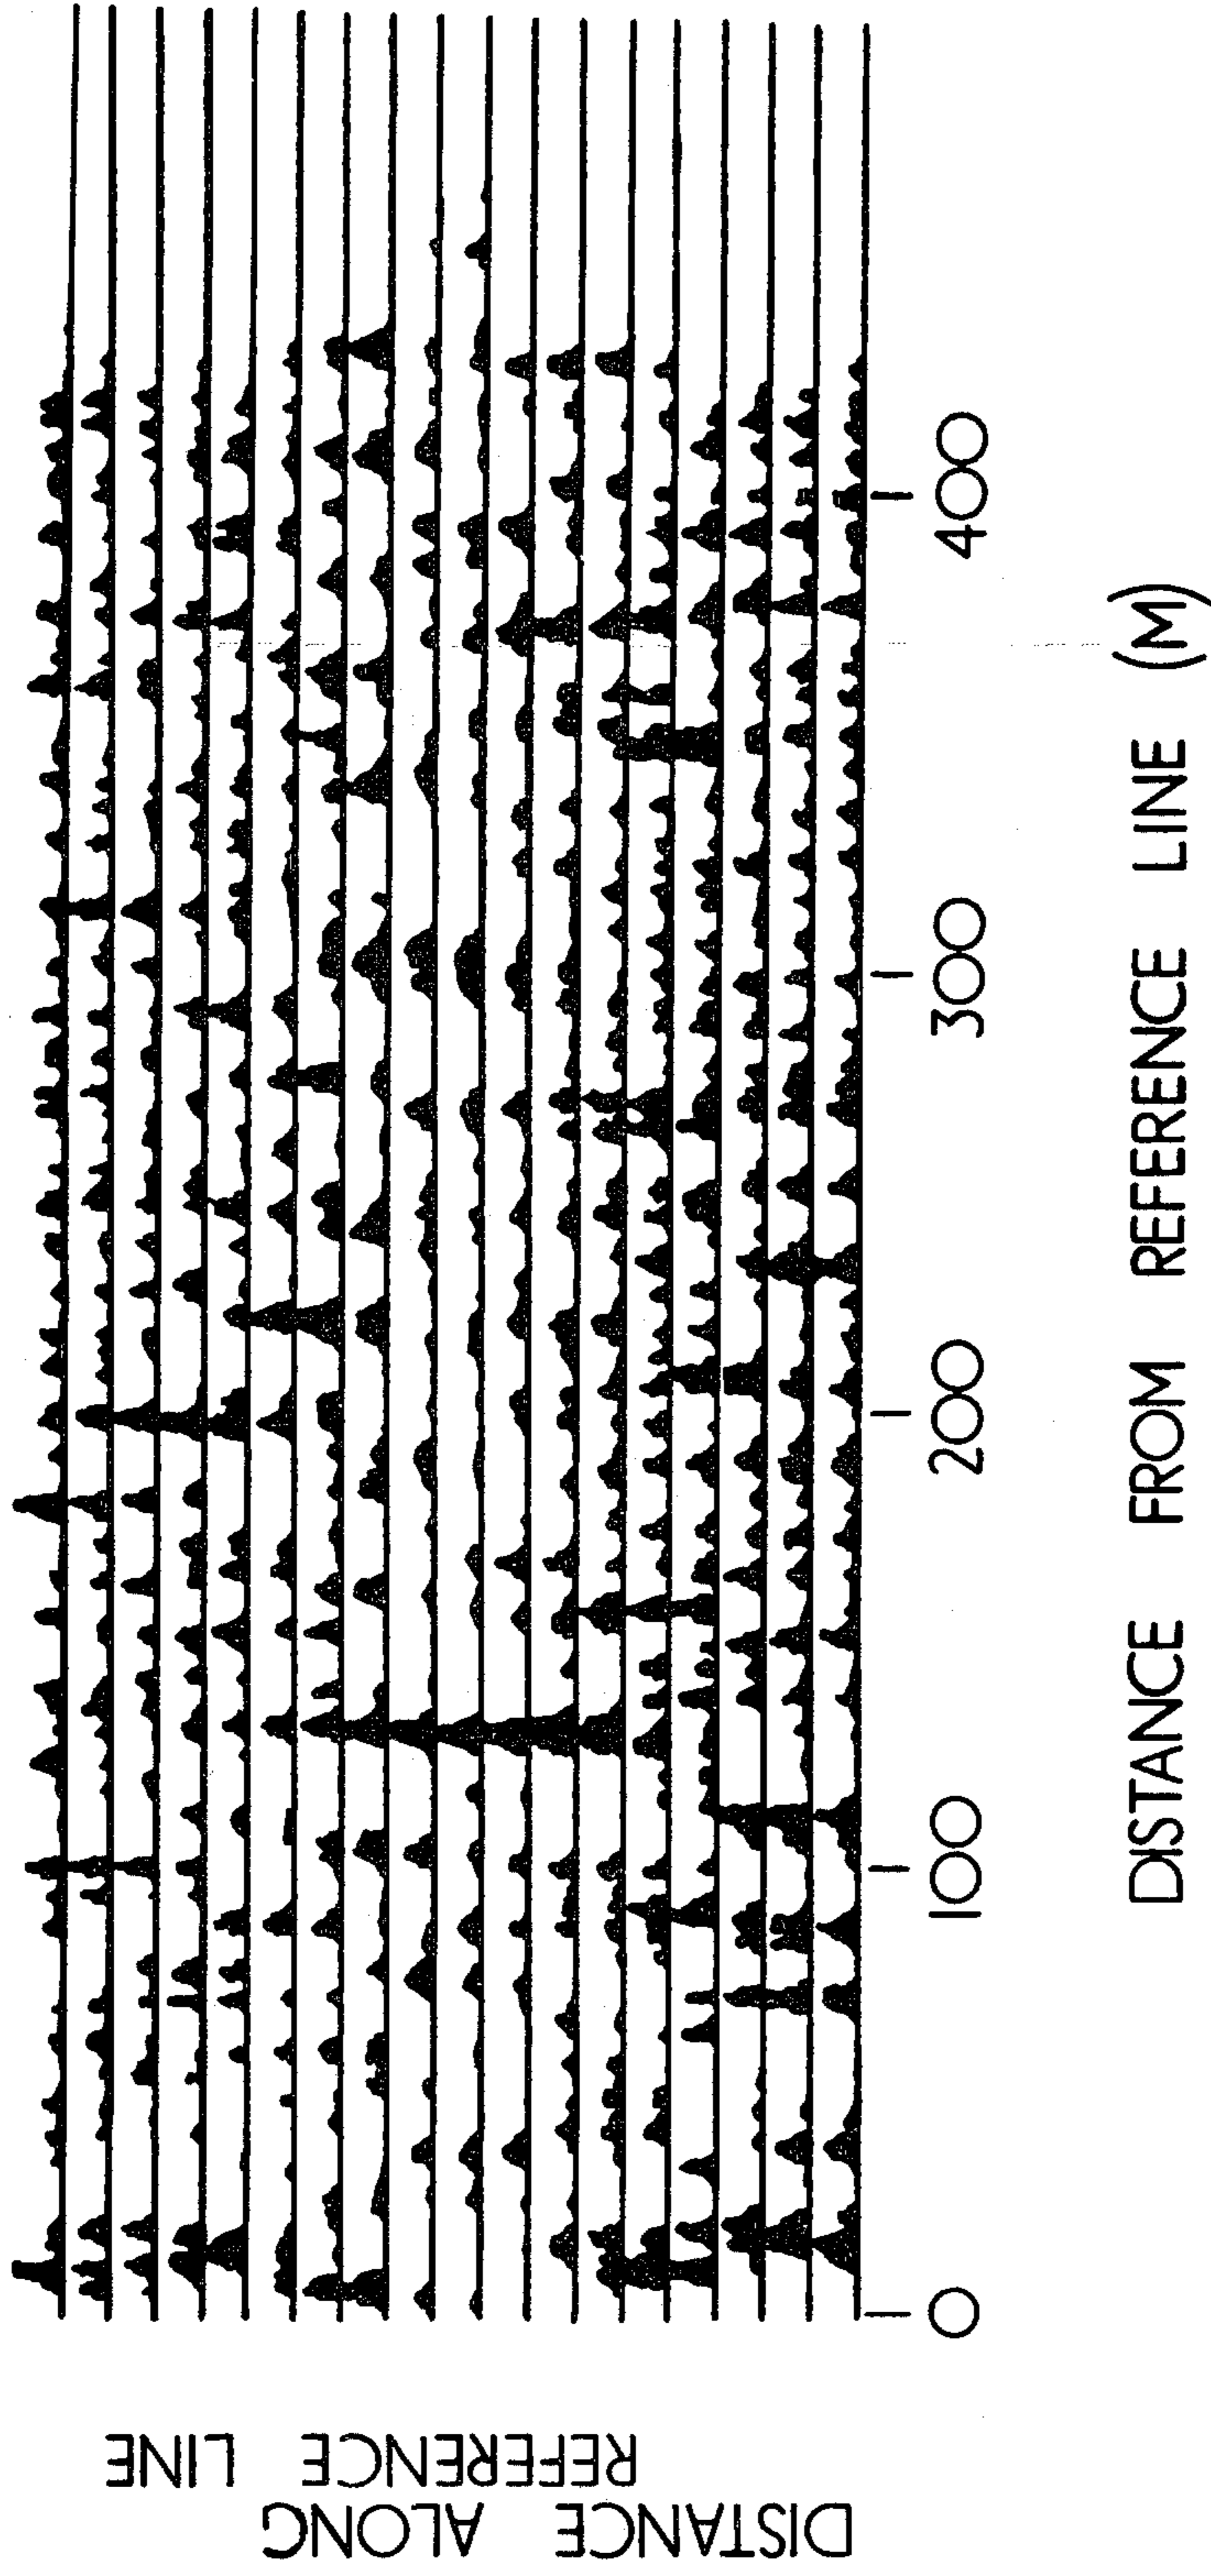 DISTANCE ALONG
REFERENCE LINE
0
100
200
300
400
DISTANCE FROM REFERENCE LINE (M)